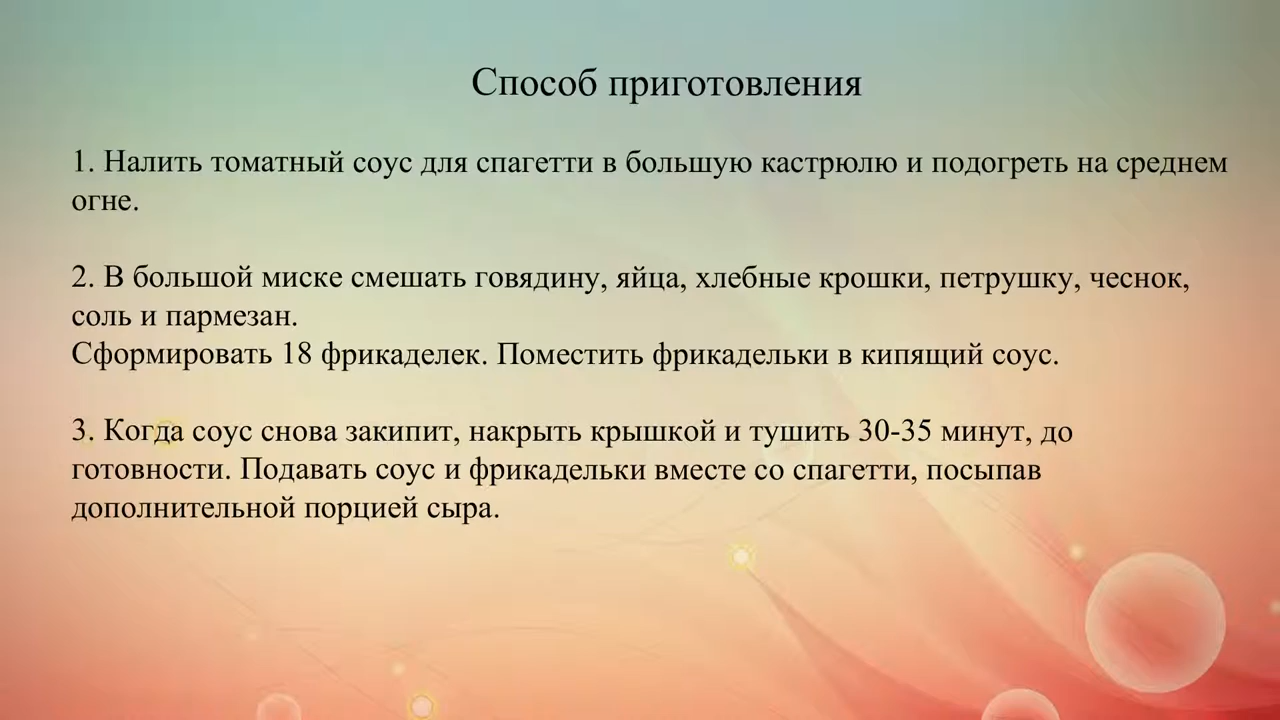 Способ приготовления
1. Налить томатный соус для спагетти в большую кастрюлю и подогреть на среднем
огне.
2. В большой миске смешать говядину, яйца, хлебные крошки, петрушку, чеснок,
соль и пармезан.
Сформировать 18 фрикаделек. Поместить фрикадельки в кипящий соус.
3. Когда соус снова закипит, накрыть крышкой и тушить 30-35 минут, до
готовности. Подавать соус и фрикадельки вместе со спагетти, посыпав
дополнительной порцией сыра.